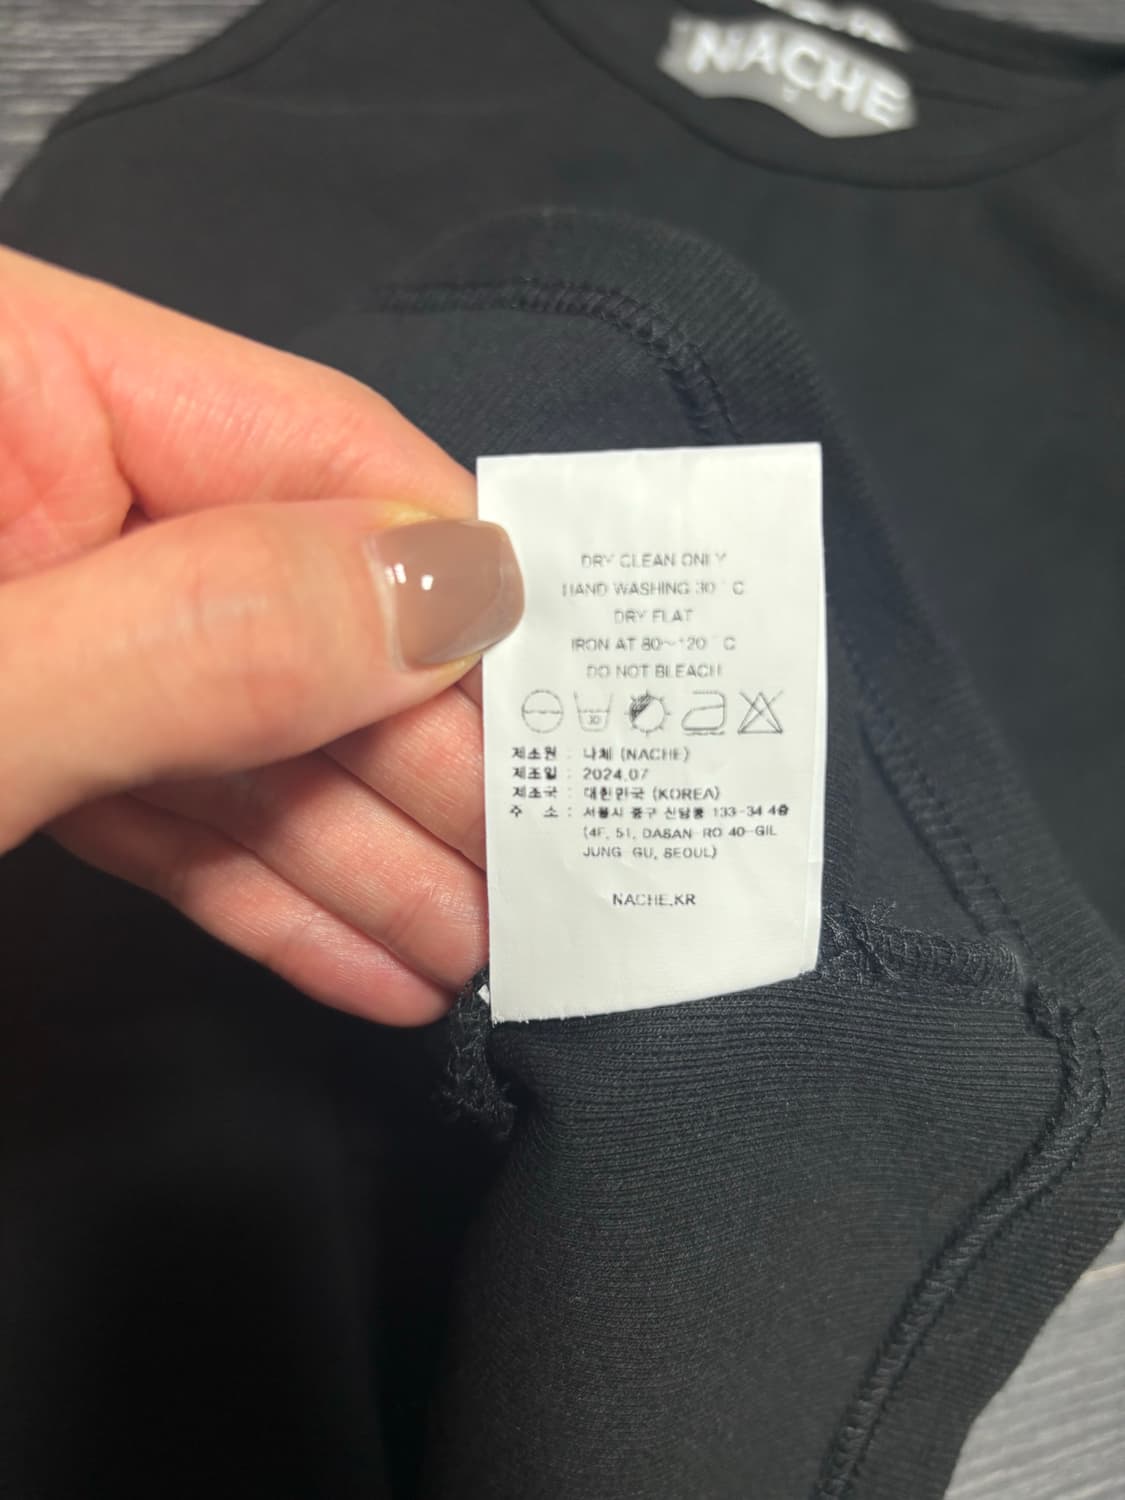 NACHE
DRY CLEAN ONLY
HAND WASHING 30 ° C
DRY FLAT
IRON AT 80~120 ° C
DO NOT BLEACH
30
제조원 : 나체 (NACHE)
제조일 : 2024.07
제조국 : 대한민국 (KOREA)
주 소 : 서울시 중구 신당동 133-34 4층
(4F, 51, DASAN-RO 40-GIL
JUNG-GU, SEOUL)
NACHE.KR